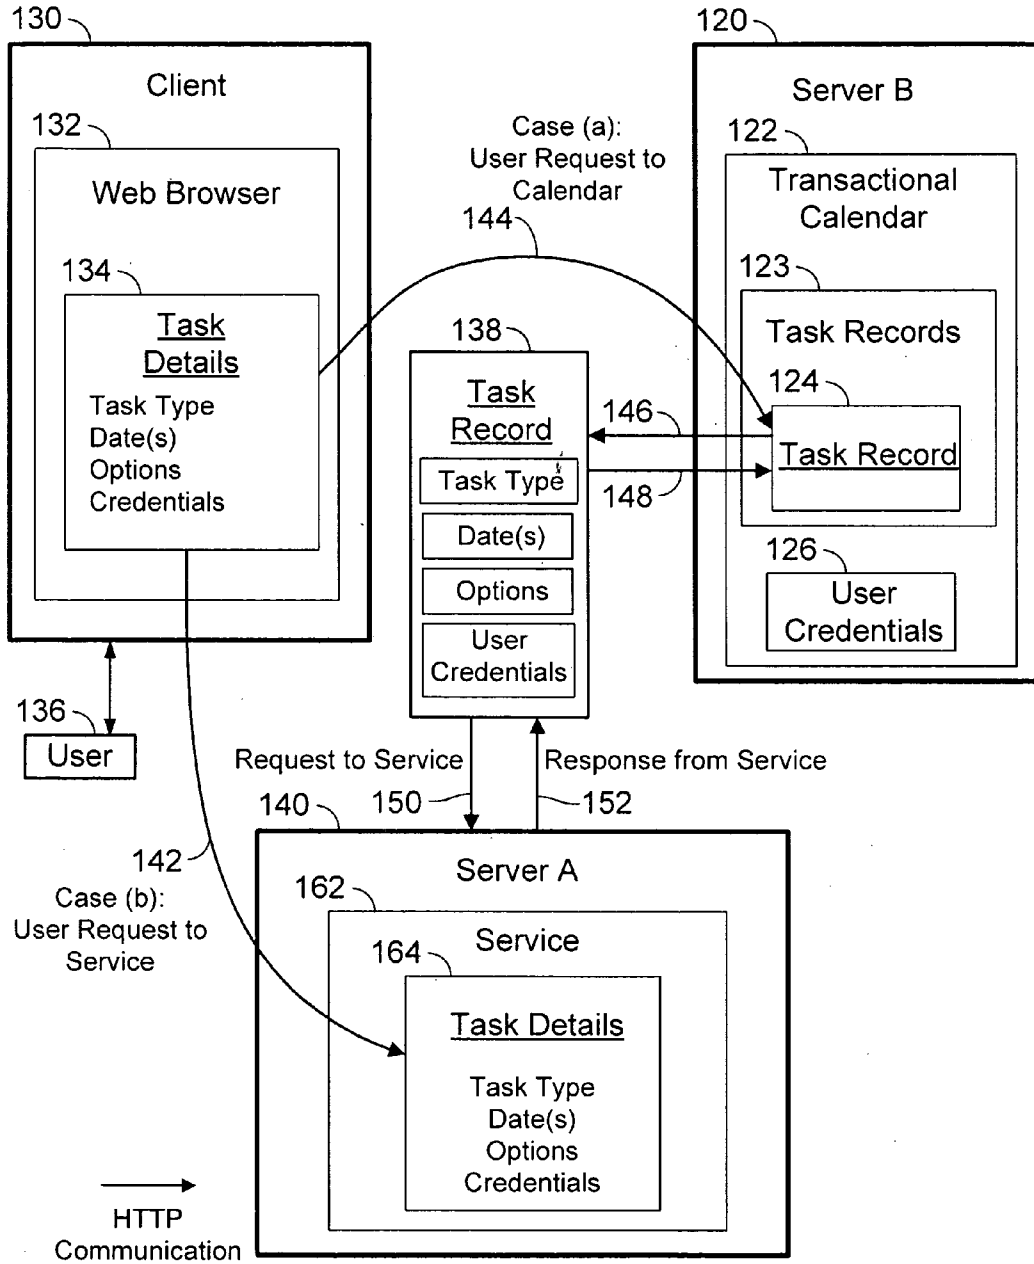 130
Client
132
Web Browser
134
Task
Details
Task Type
Date(s)
Options
Credentials
136
User
Case (a):
User Request to
Calendar
144
120
Server B
122
Transactional
Calendar
123
Task Records
124
Task Record
126
User
Credentials
138
Task
Record
Task Type
Date(s)
Options
User
Credentials
146
148
Request to Service
150
Response from Service
152
142
Case (b):
User Request to
Service
140
Server A
162
Service
164
Task Details
Task Type
Date(s)
Options
Credentials
HTTP
Communication